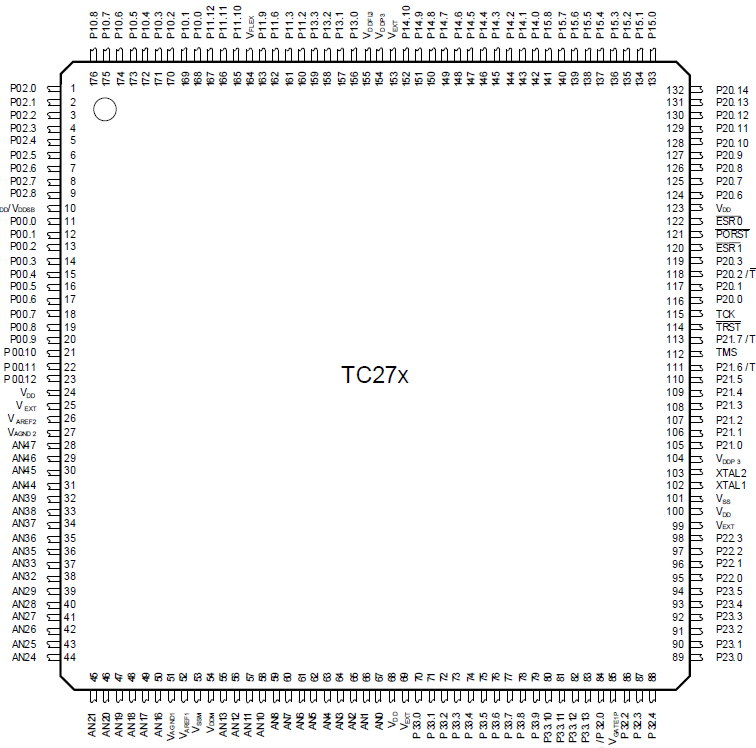 P10.8 176
P10.7 175
P10.6 174
P10.5 173
P10.4 172
P10.3 171
P10.2 170
P10.1 169
P10.0 168
P11.12 167
P11.11 166
P11.10 165
VFLEX 164
P11.9 163
P11.6 162
P11.3 161
P11.2 160
P13.3 159
P13.2 158
P13.1 157
P13.0 156
VDDFL3 155
VDDP3 154
VEXT 153
P14.10 152
P14.9 151
P14.8 150
P14.7 149
P14.6 148
P14.5 147
P14.4 146
P14.3 145
P14.2 144
P14.1 143
P14.0 142
P15.8 141
P15.7 140
P15.6 139
P15.5 138
P15.4 137
P15.3 136
P15.2 135
P15.1 134
P15.0 133
P02.0 1
P02.1 2
P02.2 3
P02.3 4
P02.4 5
P02.5 6
P02.6 7
P02.7 8
P02.8 9
DD/VDDSB 10
P00.0 11
P00.1 12
P00.2 13
P00.3 14
P00.4 15
P00.5 16
P00.6 17
P00.7 18
P00.8 19
P00.9 20
P00.10 21
P00.11 22
P00.12 23
VDD 24
VEXT 25
VAREF2 26
VAGND2 27
AN47 28
AN46 29
AN45 30
AN44 31
AN39 32
AN38 33
AN37 34
AN36 35
AN35 36
AN33 37
AN32 38
AN29 39
AN28 40
AN27 41
AN26 42
AN25 43
AN24 44
TC27x
132 P20.14
131 P20.13
130 P20.12
129 P20.11
128 P20.10
127 P20.9
126 P20.8
125 P20.7
124 P20.6
123 VDD
122 ESR0
121 PORST
120 ESR1
119 P20.3
118 P20.2/T
117 P20.1
116 P20.0
115 TCK
114 TRST
113 P21.7/T
112 TMS
111 P21.6/T
110 P21.5
109 P21.4
108 P21.3
107 P21.2
106 P21.1
105 P21.0
104 VDDP3
103 XTAL2
102 XTAL1
101 VSS
100 VDD
99 VEXT
98 P22.3
97 P22.2
96 P22.1
95 P22.0
94 P23.5
93 P23.4
92 P23.3
91 P23.2
90 P23.1
89 P23.0
45 AN21
46 AN20
47 AN19
48 AN18
49 AN17
50 AN16
51 VAGND1
52 VAREF1
53 VSSM
54 VDDM
55 AN13
56 AN12
57 AN11
58 AN10
59 AN8
60 AN7
61 AN6
62 AN5
63 AN4
64 AN3
65 AN2
66 AN1
67 AN0
68 VDD
69 VEXT
70 P33.0
71 P33.1
72 P33.2
73 P33.3
74 P33.4
75 P33.5
76 P33.6
77 P33.7
78 P33.8
79 P33.9
80 P33.10
81 P33.11
82 P33.12
83 P33.13
84 /P32.0
85 VGATE1P
86 P32.2
87 P32.3
88 P32.4